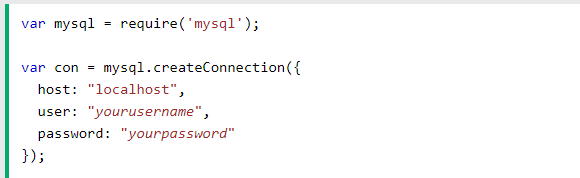 var mysql = require('mysql');
var con = mysql.createConnection({
  host: "localhost",
  user: "yourusername",
  password: "yourpassword"
});